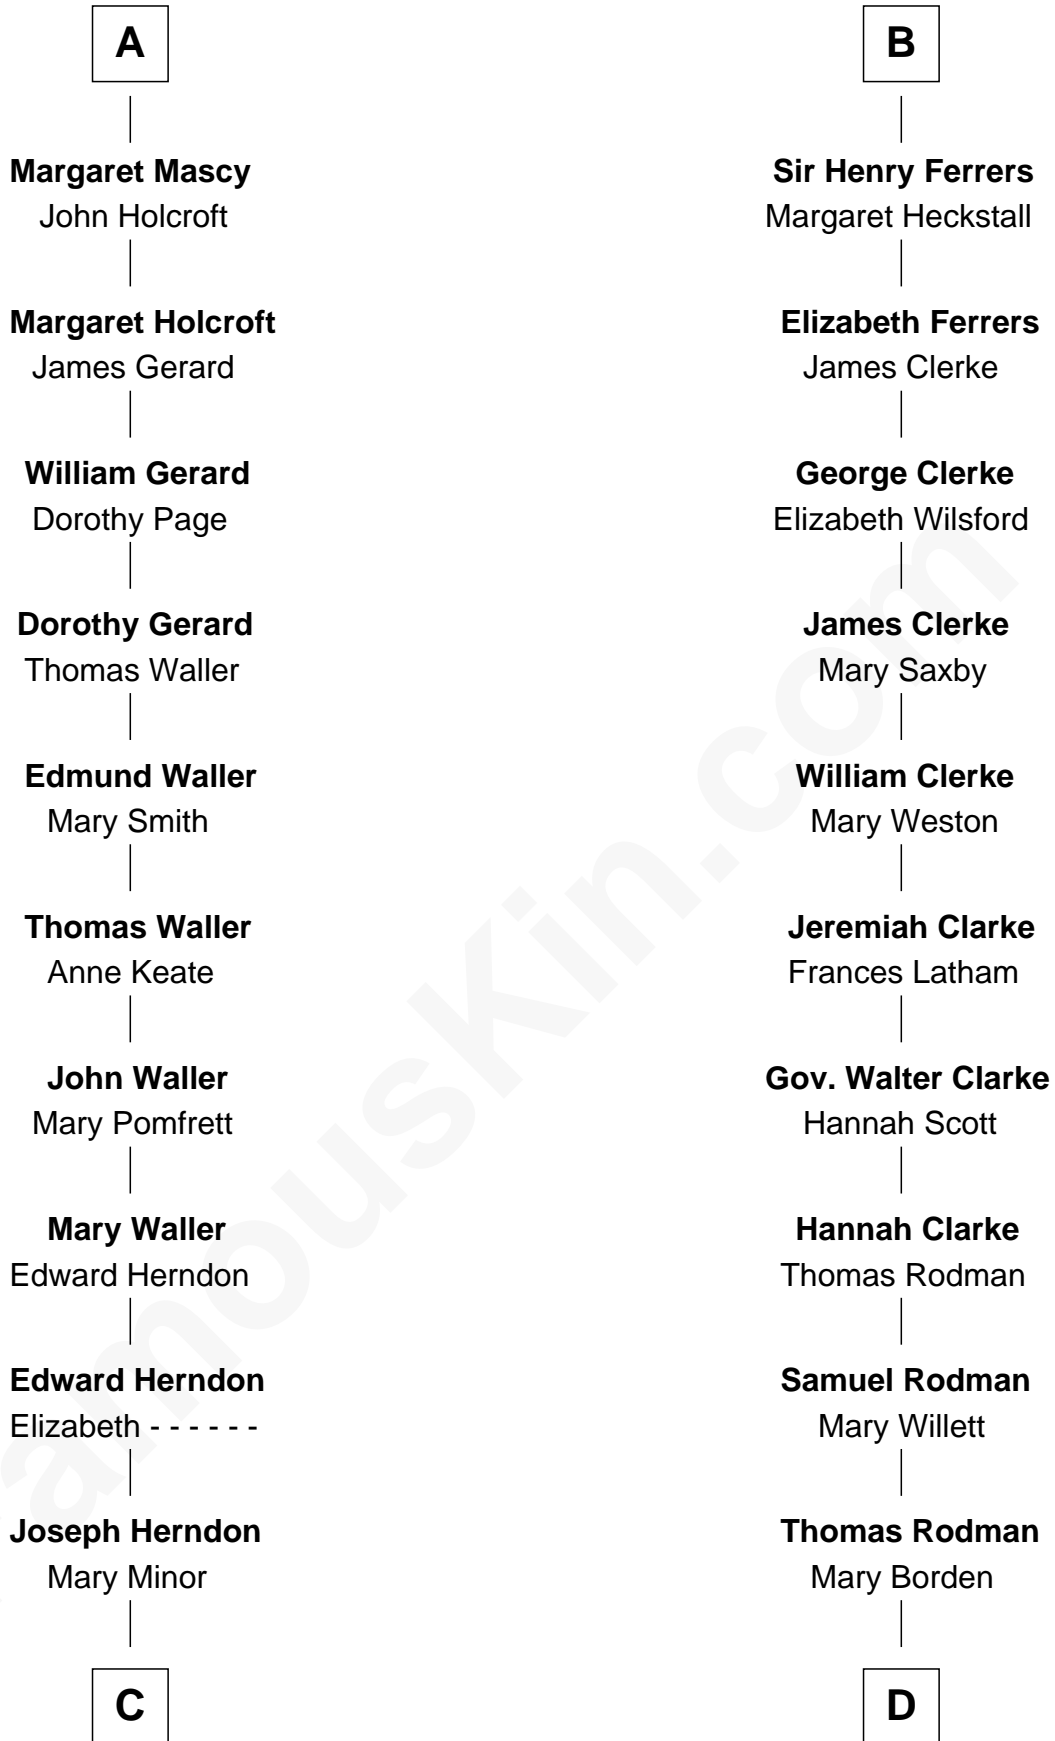 A
Margaret Mascy
John Holcroft
Margaret Holcroft
James Gerard
William Gerard
Dorothy Page
Dorothy Gerard
Thomas Waller
Edmund Waller
Mary Smith
Thomas Waller
Anne Keate
John Waller
Mary Pomfrett
Mary Waller
Edward Herndon
Edward Herndon
Elizabeth - - - - - -
Joseph Herndon
Mary Minor
C
B
Sir Henry Ferrers
Margaret Heckstall
Elizabeth Ferrers
James Clerke
George Clerke
Elizabeth Wilsford
James Clerke
Mary Saxby
William Clerke
Mary Weston
Jeremiah Clarke
Frances Latham
Gov. Walter Clarke
Hannah Scott
Hannah Clarke
Thomas Rodman
Samuel Rodman
Mary Willett
Thomas Rodman
Mary Borden
D
amouskin.com